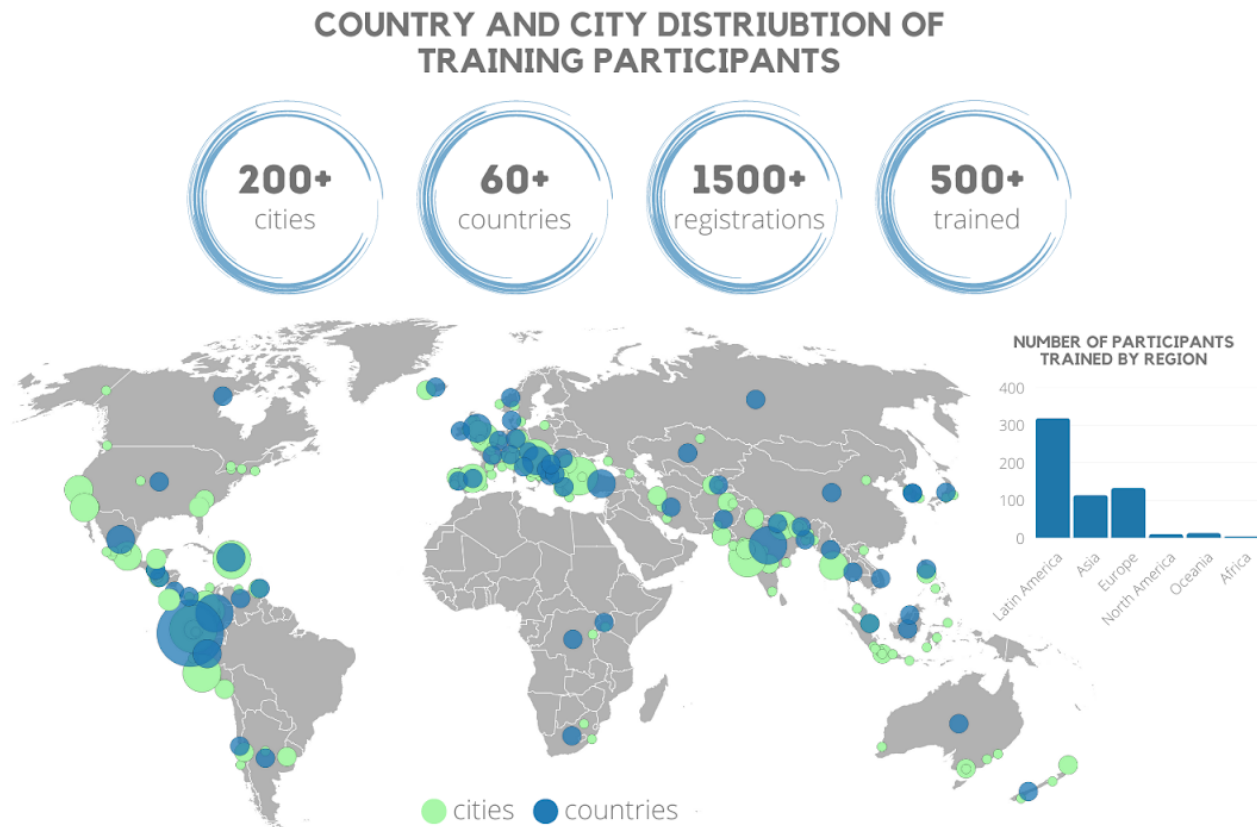 COUNTRY AND CITY DISTRIUBTION OF
TRAINING PARTICIPANTS
200+
cities
60+
countries
1500+
registrations
500+
trained
NUMBER OF PARTICIPANTS
TRAINED BY REGION
400
300
200
100
0
Latin America
Asia
Europe
North America
Oceania
Africa
cities
countries